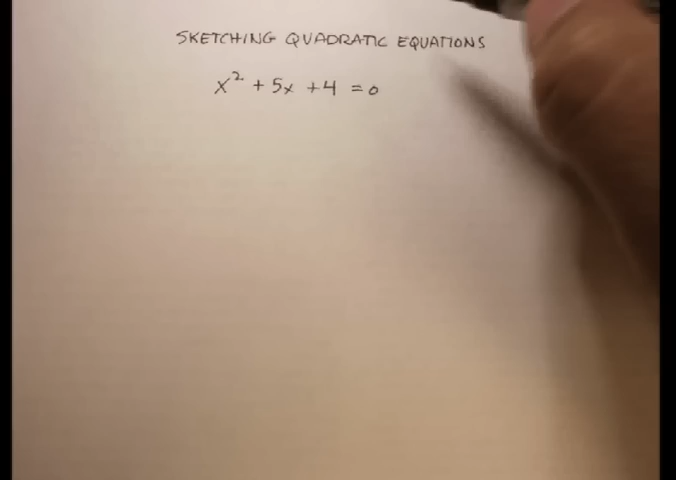 SKETCHING QUADRATIC EQUATIONS
x² + 5x + 4 = 0